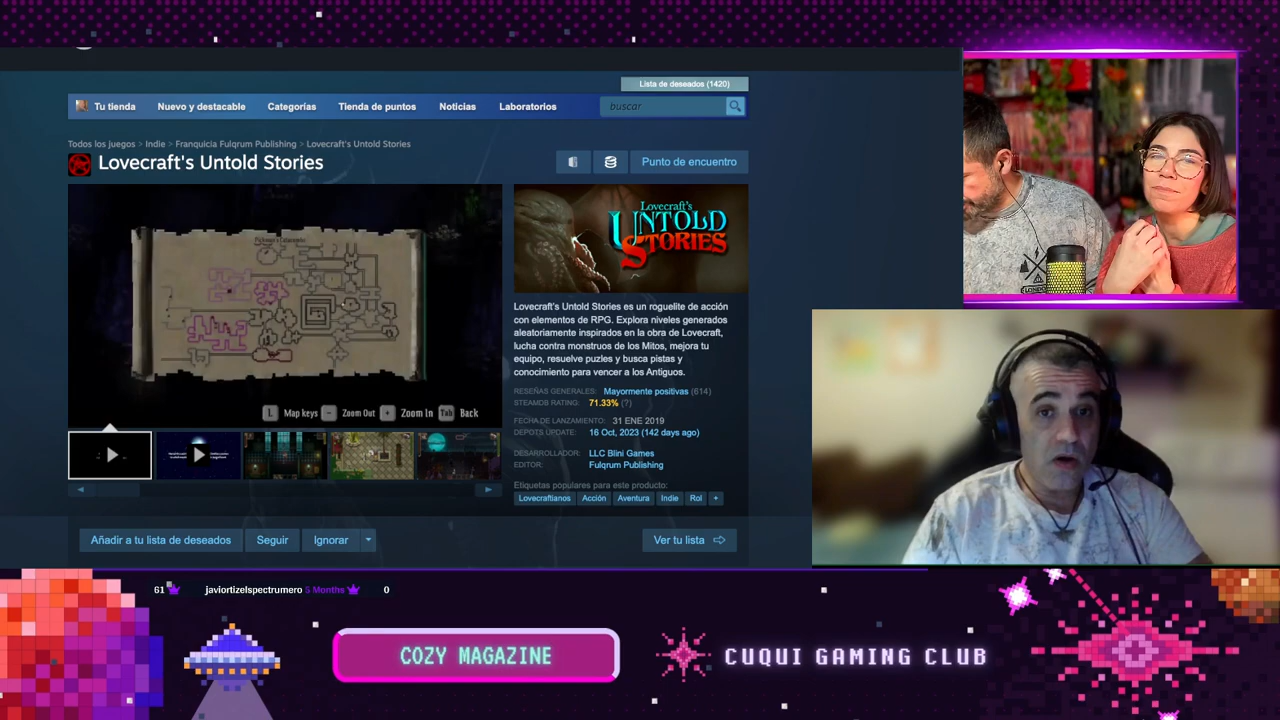 Lista de deseados (1420)
Tu tienda Nuevo y destacable Categorías Tienda de puntos Noticias Laboratorios buscar
Todos los juegos > Indie > Franquicia Fulqrum Publishing > Lovecraft's Untold Stories
Lovecraft's Untold Stories
Punto de encuentro
L Map keys - Zoom Out + Zoom In Tab Back
Lovecraft's
UNTOLD
STORIES
Lovecraft's Untold Stories es un roguelite de acción
con elementos de RPG. Explora niveles generados
aleatoriamente inspirados en la obra de Lovecraft,
lucha contra monstruos de los Mitos, mejora tu
equipo, resuelve puzles y busca pistas y
conocimiento para vencer a los Antiguos.
RESEÑAS GENERALES: Mayormente positivas (614)
STEAMDB RATING: 71.33% (?)
FECHA DE LANZAMIENTO: 31 ENE 2019
DEPOTS UPDATE: 16 Oct, 2023 (142 days ago)
DESARROLLADOR: LLC Blini Games
EDITOR: Fulqrum Publishing
Etiquetas populares para este producto:
Lovecraftianos Acción Aventura Indie Rol +
Añadir a tu lista de deseados Seguir Ignorar Ver tu lista
61 javiortizelspectrumero 5 Months 0
COZY MAGAZINE
CUQUI GAMING CLUB